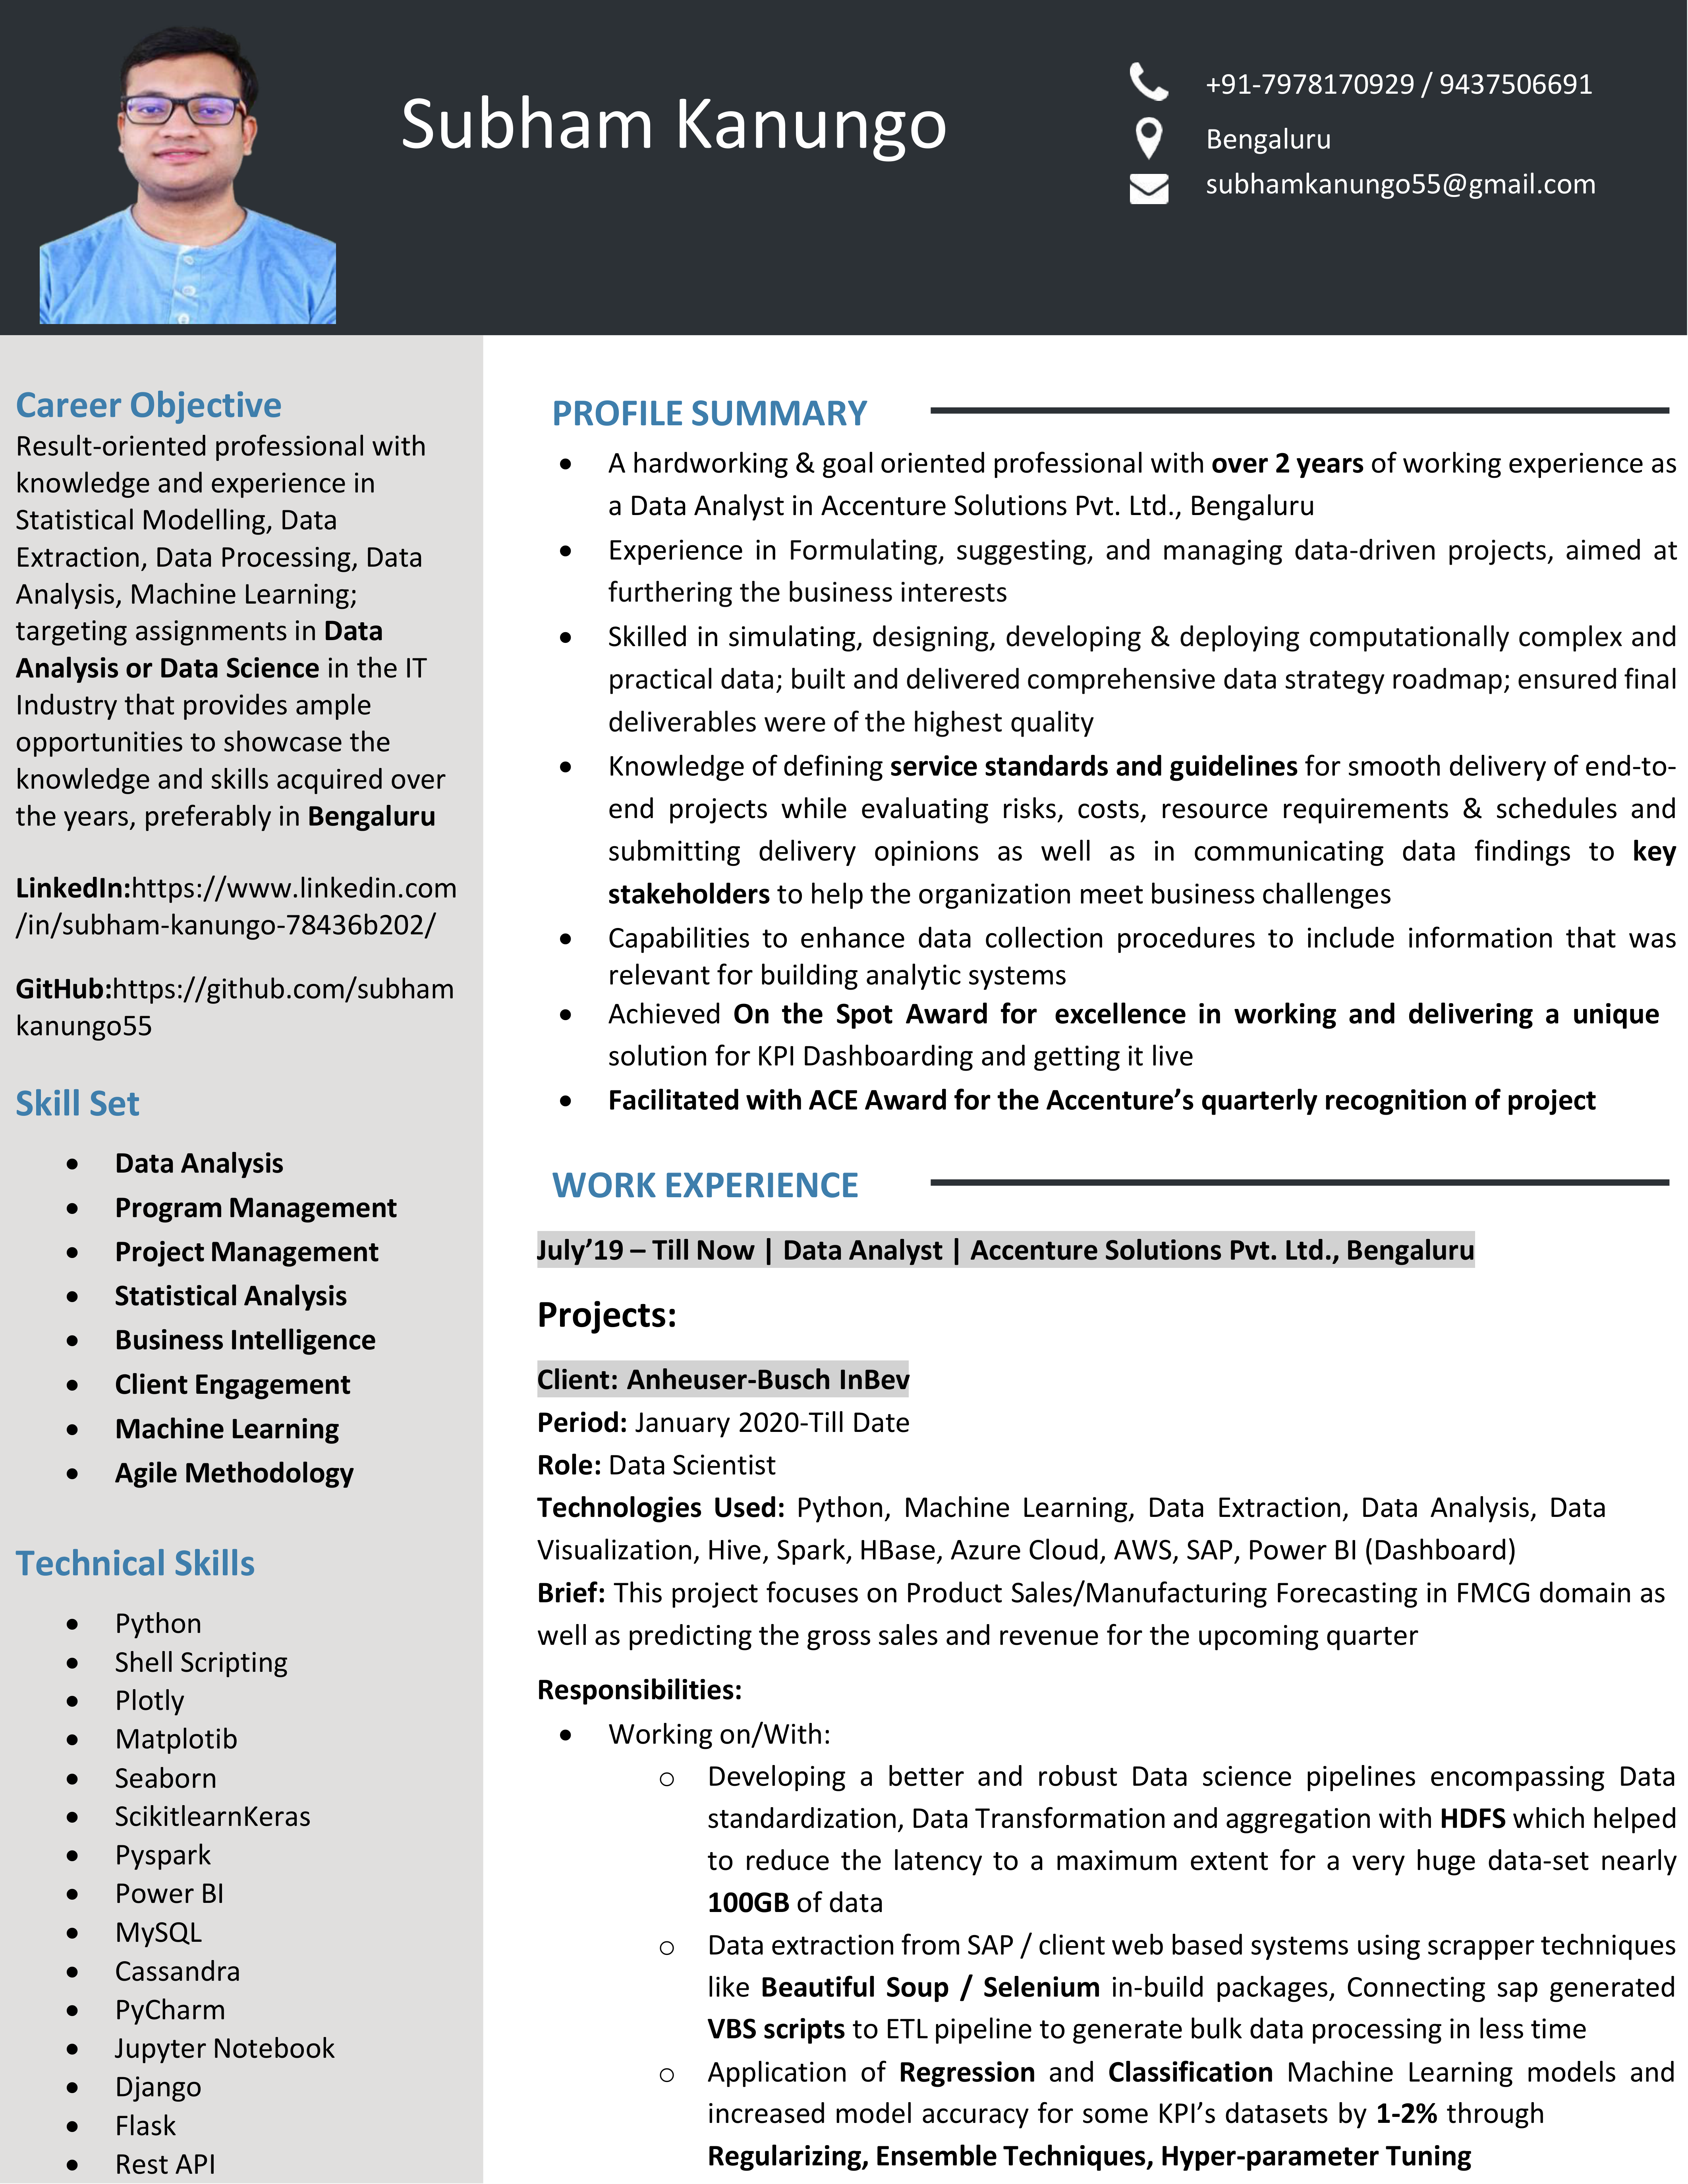 Subham Kanungo
+91-7978170929 / 9437506691
Bengaluru
subhamkanungo55@gmail.com
Career Objective
Result-oriented professional with
knowledge and experience in
Statistical Modelling, Data
Extraction, Data Processing, Data
Analysis, Machine Learning;
targeting assignments in Data
Analysis or Data Science in the IT
Industry that provides ample
opportunities to showcase the
knowledge and skills acquired over
the years, preferably in Bengaluru
LinkedIn:https://www.linkedin.com
/in/subham-kanungo-78436b202/
GitHub:https://github.com/subham
kanungo55
Skill Set
• Data Analysis
• Program Management
• Project Management
• Statistical Analysis
• Business Intelligence
• Client Engagement
• Machine Learning
• Agile Methodology
Technical Skills
• Python
• Shell Scripting
• Plotly
• Matplotib
• Seaborn
• ScikitlearnKeras
• Pyspark
• Power BI
• MySQL
• Cassandra
• PyCharm
• Jupyter Notebook
• Django
• Flask
• Rest API
PROFILE SUMMARY
• A hardworking & goal oriented professional with over 2 years of working experience as
a Data Analyst in Accenture Solutions Pvt. Ltd., Bengaluru
• Experience in Formulating, suggesting, and managing data-driven projects, aimed at
furthering the business interests
• Skilled in simulating, designing, developing & deploying computationally complex and
practical data; built and delivered comprehensive data strategy roadmap; ensured final
deliverables were of the highest quality
• Knowledge of defining service standards and guidelines for smooth delivery of end-to-
end projects while evaluating risks, costs, resource requirements & schedules and
submitting delivery opinions as well as in communicating data findings to key
stakeholders to help the organization meet business challenges
• Capabilities to enhance data collection procedures to include information that was
relevant for building analytic systems
• Achieved On the Spot Award for excellence in working and delivering a unique
solution for KPI Dashboarding and getting it live
• Facilitated with ACE Award for the Accenture’s quarterly recognition of project
WORK EXPERIENCE
July’19 – Till Now | Data Analyst | Accenture Solutions Pvt. Ltd., Bengaluru
Projects:
Client: Anheuser-Busch InBev
Period: January 2020-Till Date
Role: Data Scientist
Technologies Used: Python, Machine Learning, Data Extraction, Data Analysis, Data
Visualization, Hive, Spark, HBase, Azure Cloud, AWS, SAP, Power BI (Dashboard)
Brief: This project focuses on Product Sales/Manufacturing Forecasting in FMCG domain as
well as predicting the gross sales and revenue for the upcoming quarter
Responsibilities:
• Working on/With:
o Developing a better and robust Data science pipelines encompassing Data
standardization, Data Transformation and aggregation with HDFS which helped
to reduce the latency to a maximum extent for a very huge data-set nearly
100GB of data
o Data extraction from SAP / client web based systems using scrapper techniques
like Beautiful Soup / Selenium in-build packages, Connecting sap generated
VBS scripts to ETL pipeline to generate bulk data processing in less time
o Application of Regression and Classification Machine Learning models and
increased model accuracy for some KPI’s datasets by 1-2% through
Regularizing, Ensemble Techniques, Hyper-parameter Tuning